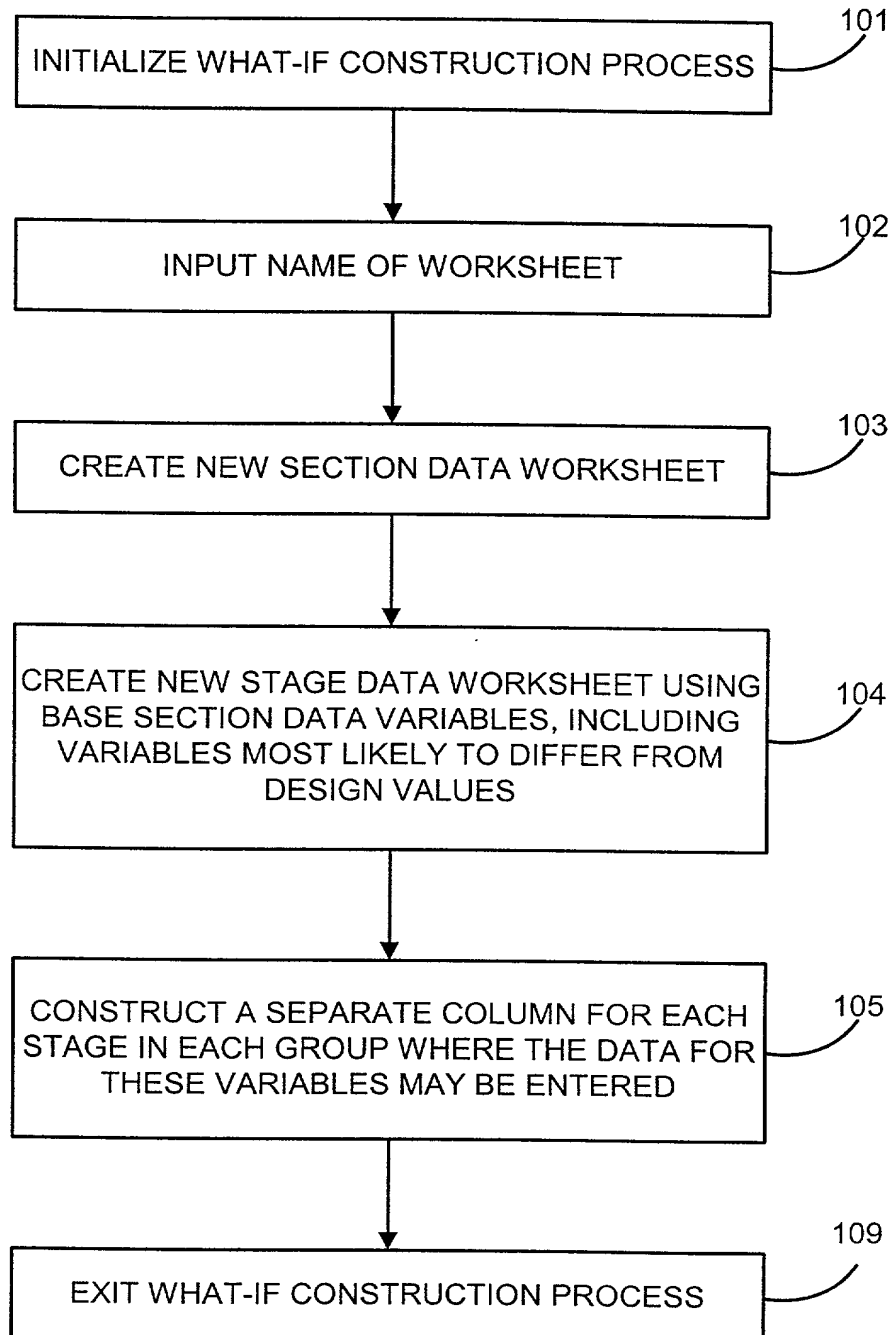 101
INITIALIZE WHAT-IF CONSTRUCTION PROCESS
102
INPUT NAME OF WORKSHEET
103
CREATE NEW SECTION DATA WORKSHEET
CREATE NEW STAGE DATA WORKSHEET USING
BASE SECTION DATA VARIABLES, INCLUDING
VARIABLES MOST LIKELY TO DIFFER FROM
DESIGN VALUES
104
CONSTRUCT A SEPARATE COLUMN FOR EACH
STAGE IN EACH GROUP WHERE THE DATA FOR
THESE VARIABLES MAY BE ENTERED
105
109
EXIT WHAT-IF CONSTRUCTION PROCESS